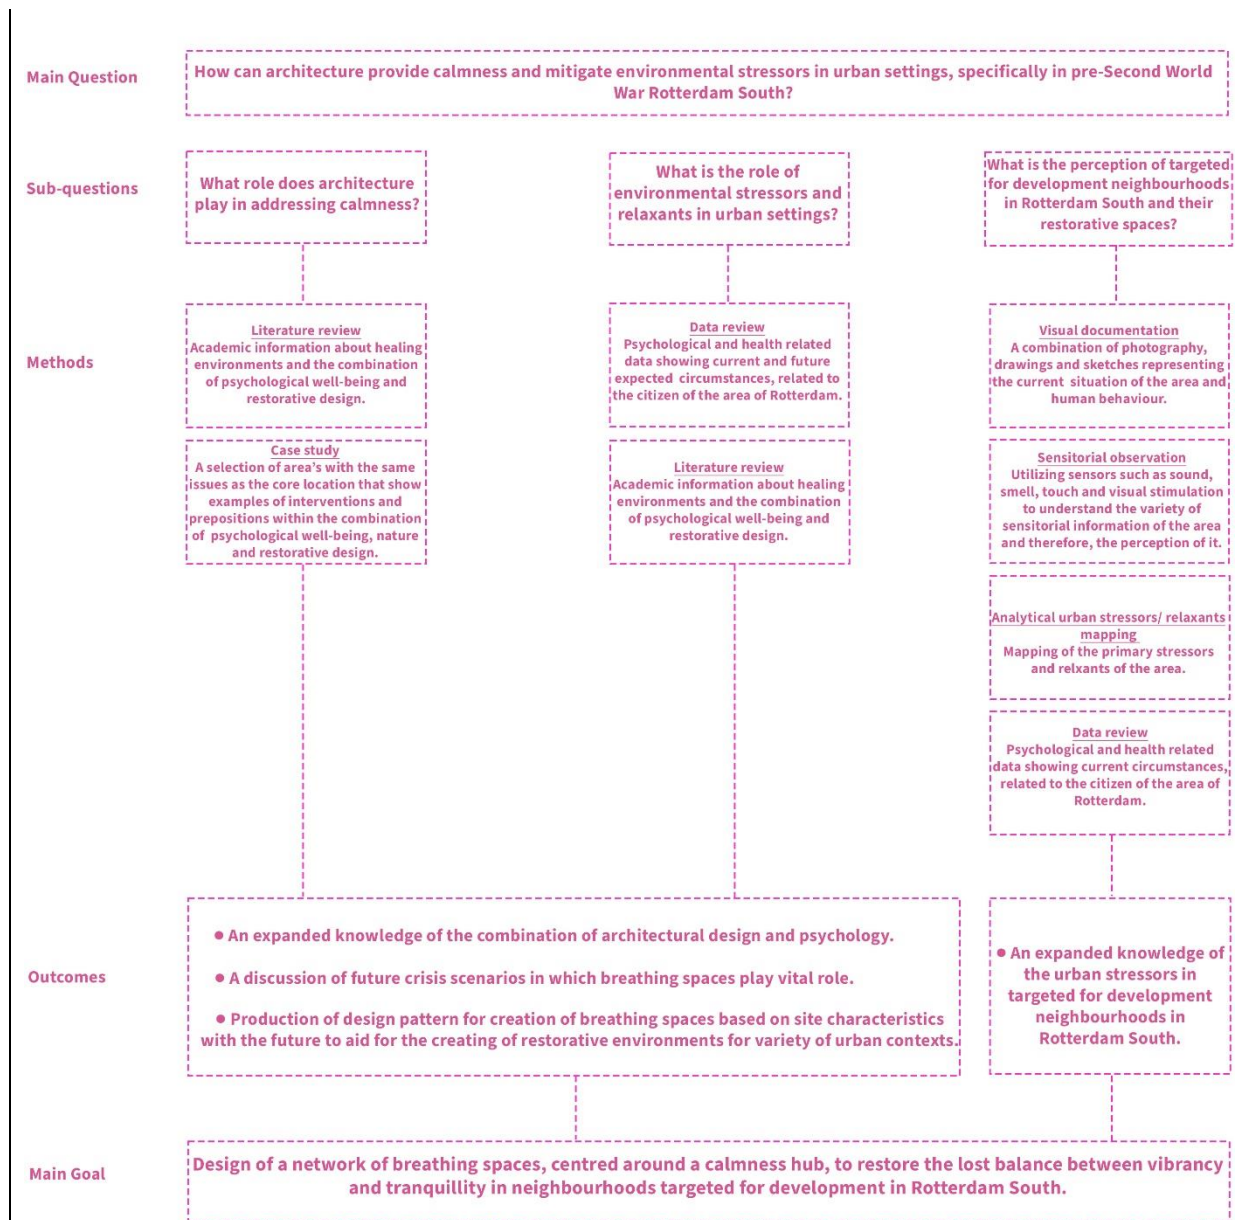 Main Question
How can architecture provide calmness and mitigate environmental stressors in urban settings, specifically in pre-Second World
War Rotterdam South?
Sub-questions
What role does architecture
play in addressing calmness?
What is the role of
environmental stressors and
relaxants in urban settings?
What is the perception of targeted
for development neighbourhoods
in Rotterdam South and their
restorative spaces?
Methods
Literature review
Academic information about healing
environments and the combination
of psychological well-being and
restorative design.
Case study
A selection of area's with the same
issues as the core location that show
examples of interventions and
prepositions within the combination
of psychological well-being, nature
and restorative design.
Data review
Psychological and health related
data showing current and future
expected circumstances, related to
the citizen of the area of Rotterdam.
Literature review
Academic information about healing
environments and the combination
of psychological well-being and
restorative design.
Visual documentation
A combination of photography,
drawings and sketches representing
the current situation of the area and
human behaviour.
Sensitorial observation
Utilizing sensors such as sound,
smell, touch and visual stimulation
to understand the variety of
sensitorial information of the area
and therefore, the perception of it.
Analytical urban stressors/ relaxants
mapping
Mapping of the primary stressors
and relxants of the area.
Data review
Psychological and health related
data showing current circumstances,
related to the citizen of the area of
Rotterdam.
Outcomes
• An expanded knowledge of the combination of architectural design and psychology.
• A discussion of future crisis scenarios in which breathing spaces play vital role.
• Production of design pattern for creation of breathing spaces based on site characteristics
with the future to aid for the creating of restorative environments for variety of urban contexts.
• An expanded knowledge of
the urban stressors in
targeted for development
neighbourhoods in
Rotterdam South.
Main Goal
Design of a network of breathing spaces, centred around a calmness hub, to restore the lost balance between vibrancy
and tranquillity in neighbourhoods targeted for development in Rotterdam South.